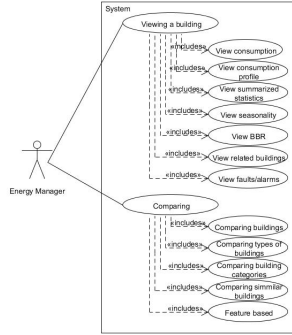 System
Viewing a building
«includes»
View consumption
«includes»
View consumption
profile
«includes»
View summarized
statistics
«includes»
View seasonality
«includes»
View BBR
«includes»
View related buildings
«includes»
View faults/alarms
Energy Manager
Comparing
«includes»
Comparing buildings
«includes»
Comparing types of
buildings
«includes»
Comparing building
categories
«includes»
Comparing simmilar
buildings
«includes»
Feature based